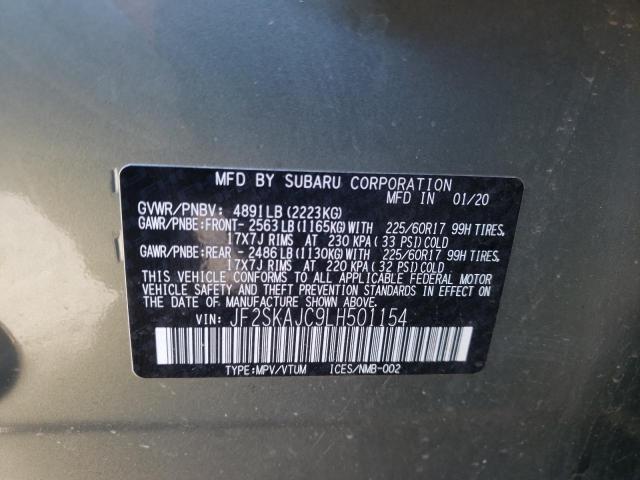 MFD BY SUBARU CORPORATION
MFD IN 01/20
GVWR/PNBV: 4891LB(2223KG)
GAWR/PNBE:FRONT- 2563LB(1165KG)WITH 225/60R17 99H TIRES,
17X7J RIMS AT 230 KPA(33 PSI)COLD
GAWR/PNBE:REAR - 2486LB(1130KG)WITH 225/60R17 99H TIRES,
17X7J RIMS AT 220 KPA(32 PSI)COLD
THIS VEHICLE CONFORMS TO ALL APPLICABLE FEDERAL MOTOR
VEHICLE SAFETY AND THEFT PREVENTION STANDARDS IN EFFECT
ON THE DATE OF MANUFACTURE SHOWN ABOVE.
VIN: JF2SKAJC9LH501154
TYPE:MPV/VTUM ICES/NMB-002